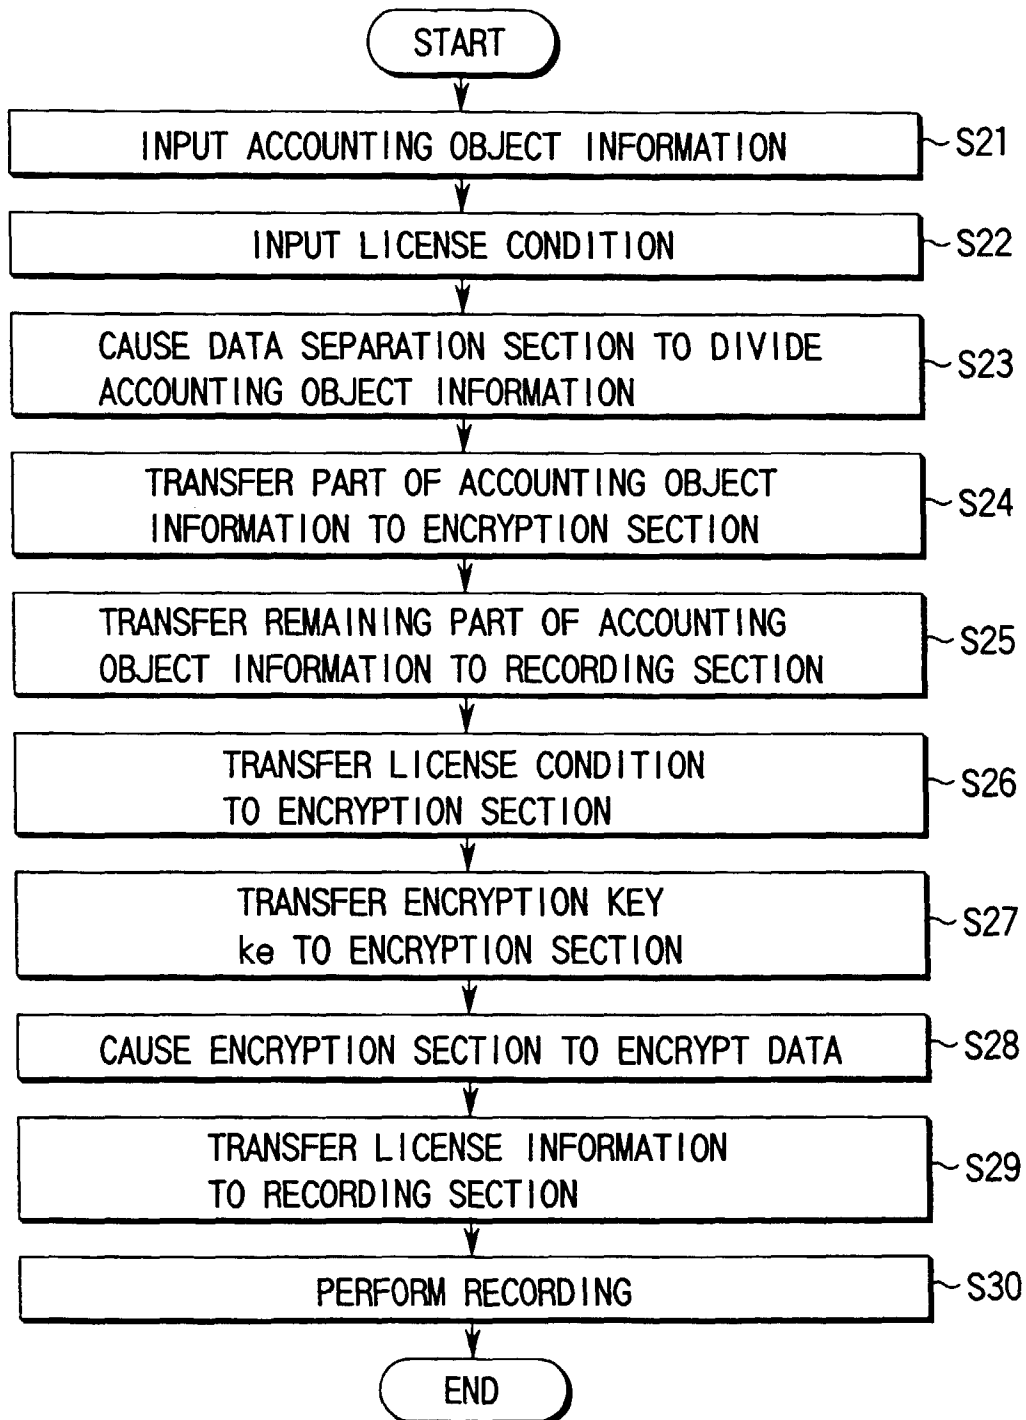 START
INPUT ACCOUNTING OBJECT INFORMATION
S21
INPUT LICENSE CONDITION
S22
CAUSE DATA SEPARATION SECTION TO DIVIDE
ACCOUNTING OBJECT INFORMATION
S23
TRANSFER PART OF ACCOUNTING OBJECT
INFORMATION TO ENCRYPTION SECTION
S24
TRANSFER REMAINING PART OF ACCOUNTING
OBJECT INFORMATION TO RECORDING SECTION
S25
TRANSFER LICENSE CONDITION
TO ENCRYPTION SECTION
S26
TRANSFER ENCRYPTION KEY
ke TO ENCRYPTION SECTION
S27
CAUSE ENCRYPTION SECTION TO ENCRYPT DATA
S28
TRANSFER LICENSE INFORMATION
TO RECORDING SECTION
S29
PERFORM RECORDING
S30
END